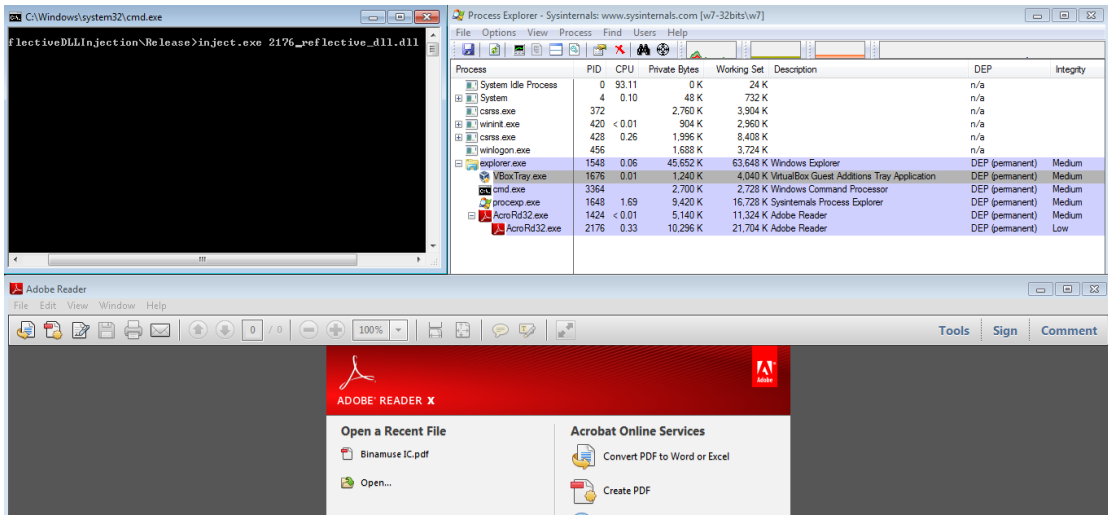 C:\Windows\system32\cmd.exe
flectiveDLLInjection\Release>inject.exe 2176 reflective_dll.dll
Process Explorer - Sysinternals: www.sysinternals.com [w7-32bits\w7]
File Options View Process Find Users Help
Process PID CPU Private Bytes Working Set Description DEP Integrity
System Idle Process 0 93.11 0 K 24 K n/a
System 4 0.10 48 K 732 K n/a
csrss.exe 372 2,760 K 3,904 K n/a
wininit.exe 420 < 0.01 904 K 2,960 K n/a
csrss.exe 428 0.26 1,996 K 8,408 K n/a
winlogon.exe 456 1,688 K 3,724 K n/a
explorer.exe 1548 0.06 45,652 K 63,648 K Windows Explorer DEP (permanent) Medium
VBoxTray.exe 1676 0.01 1,240 K 4,040 K VirtualBox Guest Additions Tray Application DEP (permanent) Medium
cmd.exe 3364 2,700 K 2,728 K Windows Command Processor DEP (permanent) Medium
procexp.exe 1648 1.69 9,420 K 16,728 K Sysinternals Process Explorer DEP (permanent) Medium
AcroRd32.exe 1424 < 0.01 5,140 K 11,324 K Adobe Reader DEP (permanent) Medium
AcroRd32.exe 2176 0.33 10,296 K 21,704 K Adobe Reader DEP (permanent) Low
Adobe Reader
File Edit View Window Help
0 / 0 100% Tools Sign Comment
Adobe
ADOBE® READER X
Open a Recent File
Binamuse IC.pdf
Open...
Acrobat Online Services
Convert PDF to Word or Excel
Create PDF